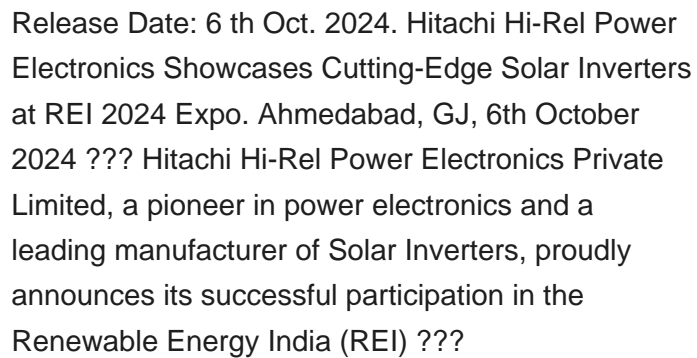 Release Date: 6 th Oct. 2024. Hitachi Hi-Rel Power
Electronics Showcases Cutting-Edge Solar Inverters
at REI 2024 Expo. Ahmedabad, GJ, 6th October
2024 ??? Hitachi Hi-Rel Power Electronics Private
Limited, a pioneer in power electronics and a
leading manufacturer of Solar Inverters, proudly
announces its successful participation in the
Renewable Energy India (REI) ???